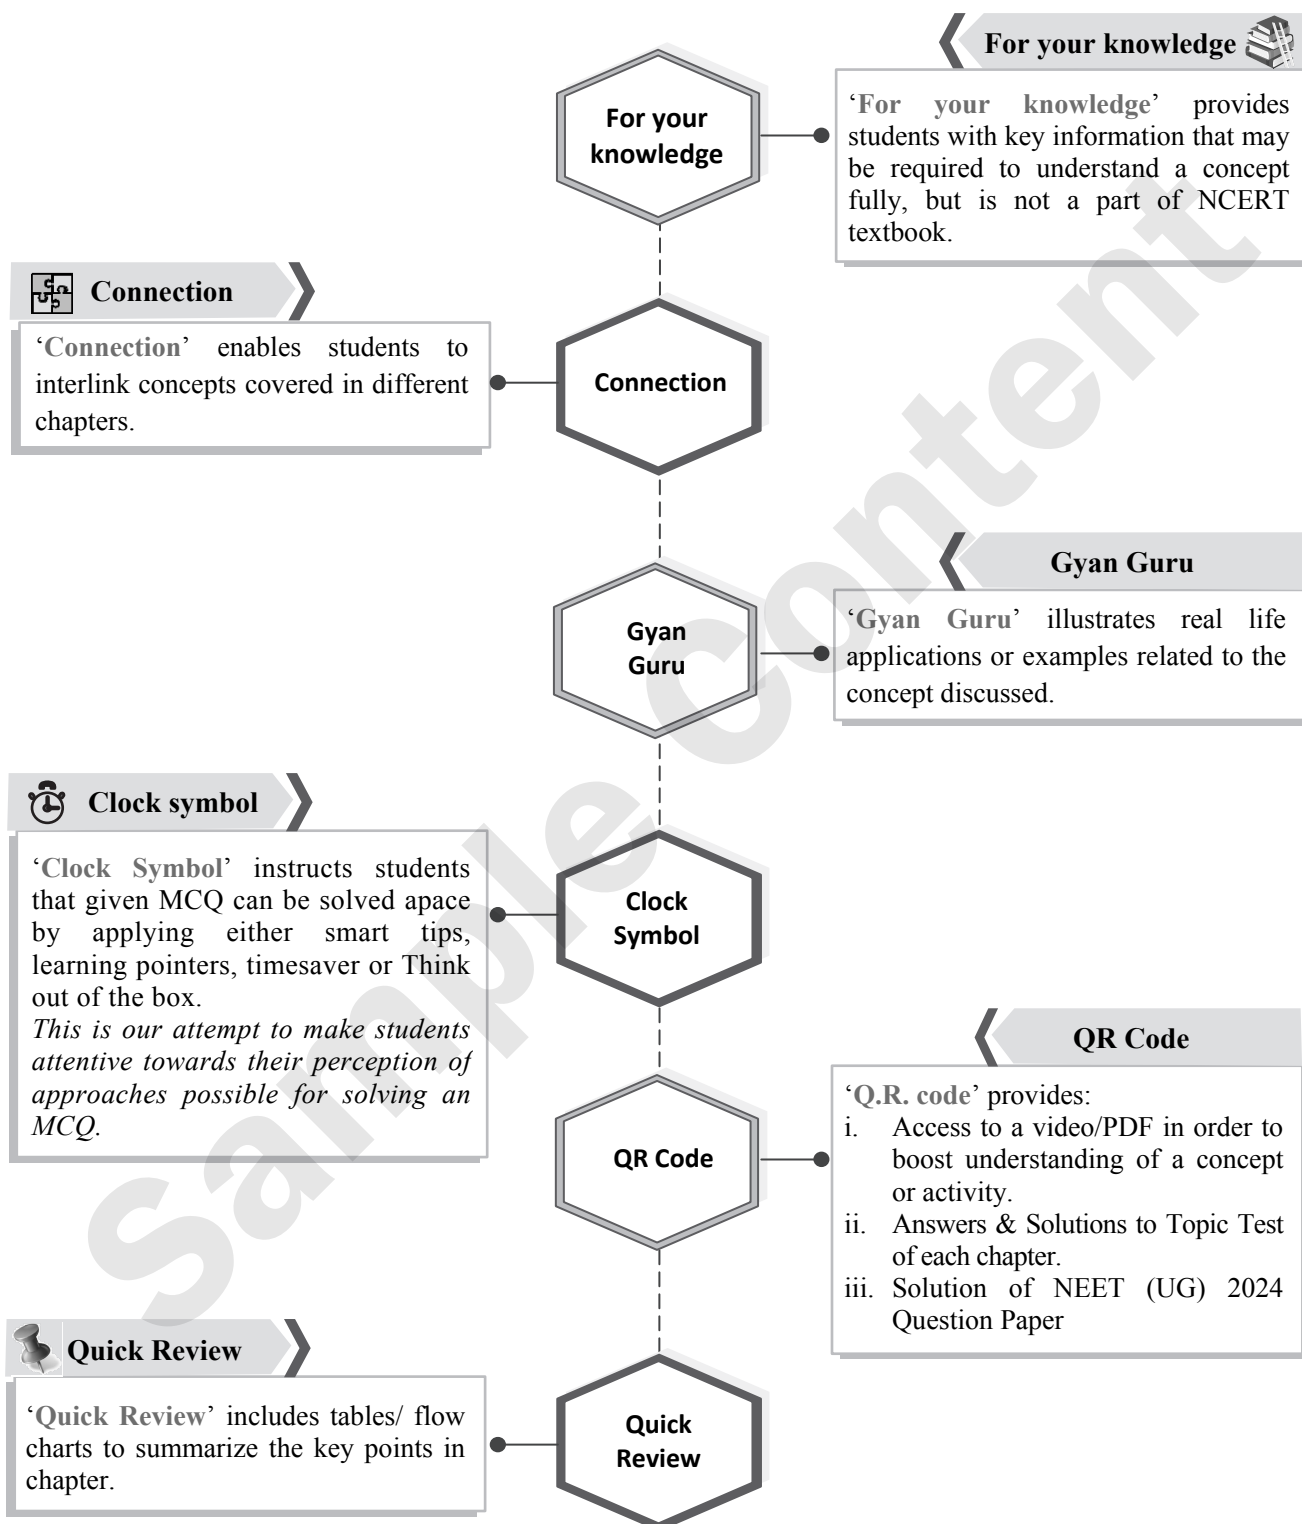 For your knowledge
For your
knowledge
‘For your knowledge’ provides
students with key information that may
be required to understand a concept
fully, but is not a part of NCERT
textbook.
Connection
‘Connection’ enables students to
interlink concepts covered in different
chapters.
Connection
Gyan Guru
Gyan
Guru
‘Gyan Guru’ illustrates real life
applications or examples related to the
concept discussed.
Clock symbol
‘Clock Symbol’ instructs students
that given MCQ can be solved apace
by applying either smart tips,
learning pointers, timesaver or Think
out of the box.
This is our attempt to make students
attentive towards their perception of
approaches possible for solving an
MCQ.
Clock
Symbol
QR Code
QR Code
‘Q.R. code’ provides:
i. Access to a video/PDF in order to
boost understanding of a concept
or activity.
ii. Answers & Solutions to Topic Test
of each chapter.
iii. Solution of NEET (UG) 2024
Question Paper
Quick Review
‘Quick Review’ includes tables/ flow
charts to summarize the key points in
chapter.
Quick
Review
Sample Content